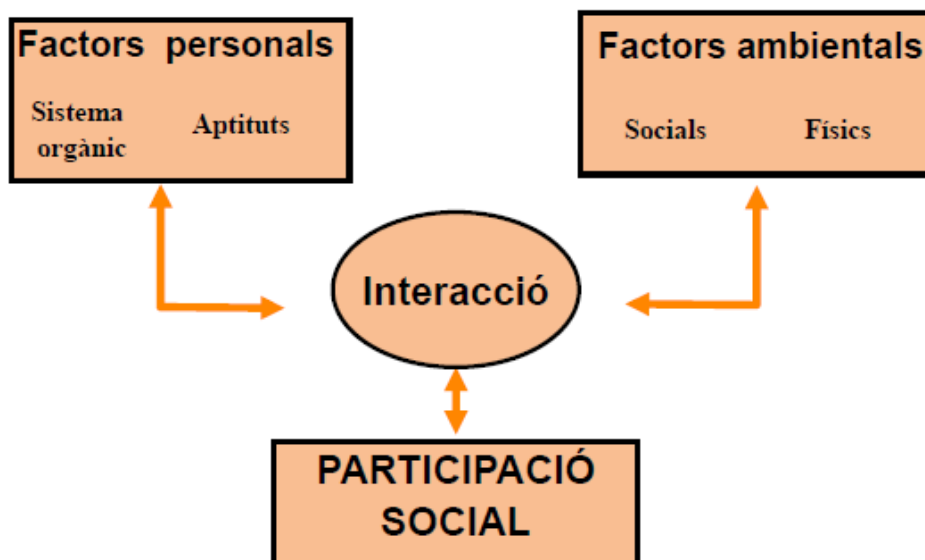 Factors personals
Sistema
orgànic
Aptituts
Factors ambientals
Socials
Físics
Interacció
PARTICIPACIÓ
SOCIAL